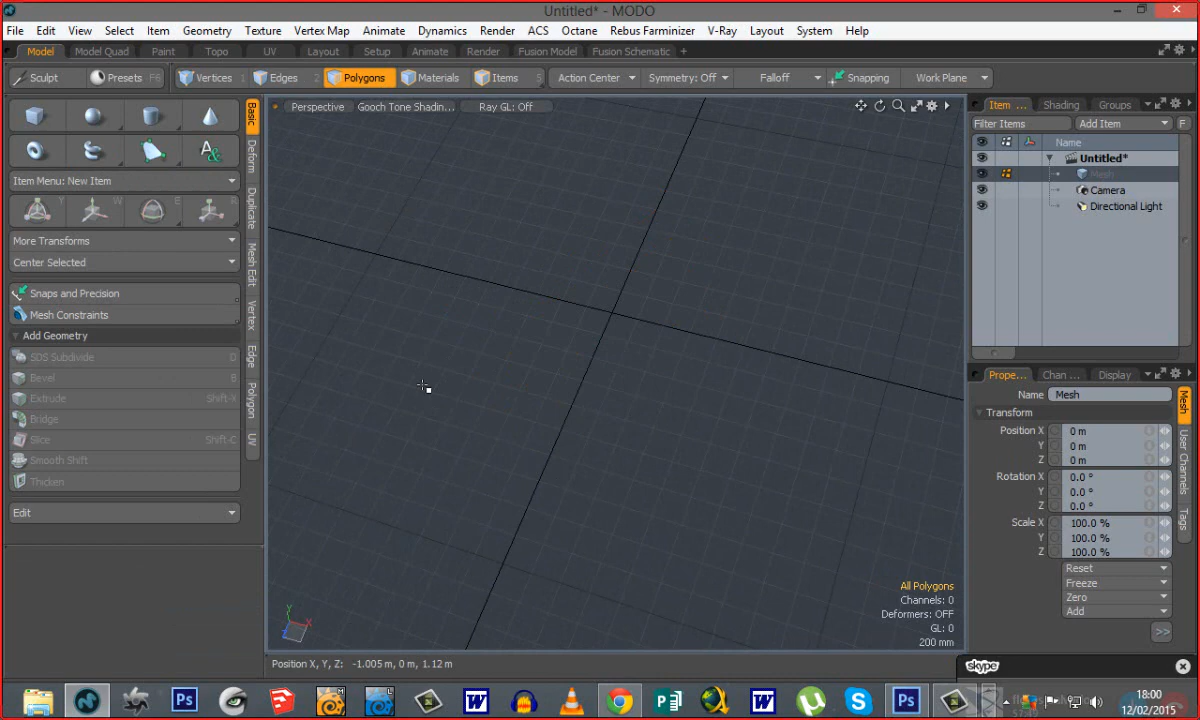 Untitled* - MODO
File Edit View Select Item Geometry Texture Vertex Map Animate Dynamics Render ACS Octane Rebus Farminizer V-Ray Layout System Help
Model Model Quad Paint Topo UV Layout Setup Animate Render Fusion Model Fusion Schematic +
Sculpt Presets F6 Vertices 1 Edges 2 Polygons Materials Items 5 Action Center Symmetry: Off Falloff Snapping Work Plane
Perspective Gooch Tone Shadin... Ray GL: Off
Item ... Shading Groups
Filter Items Add Item F
Name
Untitled*
Mesh
Camera
Directional Light
Basic
Deform
Duplicate
Mesh Edit
Vertex
Edge
Polygon
UV
Item Menu: New Item
Y W E R
More Transforms
Center Selected
Snaps and Precision
Mesh Constraints
Add Geometry
SDS Subdivide D
Bevel B
Extrude Shift-X
Bridge
Slice Shift-C
Smooth Shift
Thicken
Edit
Prope... Chan ... Display
Name Mesh
Transform
Position X 0 m
Y 0 m
Z 0 m
Rotation X 0.0 °
Y 0.0 °
Z 0.0 °
Scale X 100.0 %
Y 100.0 %
Z 100.0 %
Reset
Freeze
Zero
Add
>>
Mesh
User Channels
Tags
All Polygons
Channels: 0
Deformers: OFF
GL: 0
200 mm
Y X Z
Position X, Y, Z: -1.005 m, 0 m, 1.12 m
skype
18:00
12/02/2015